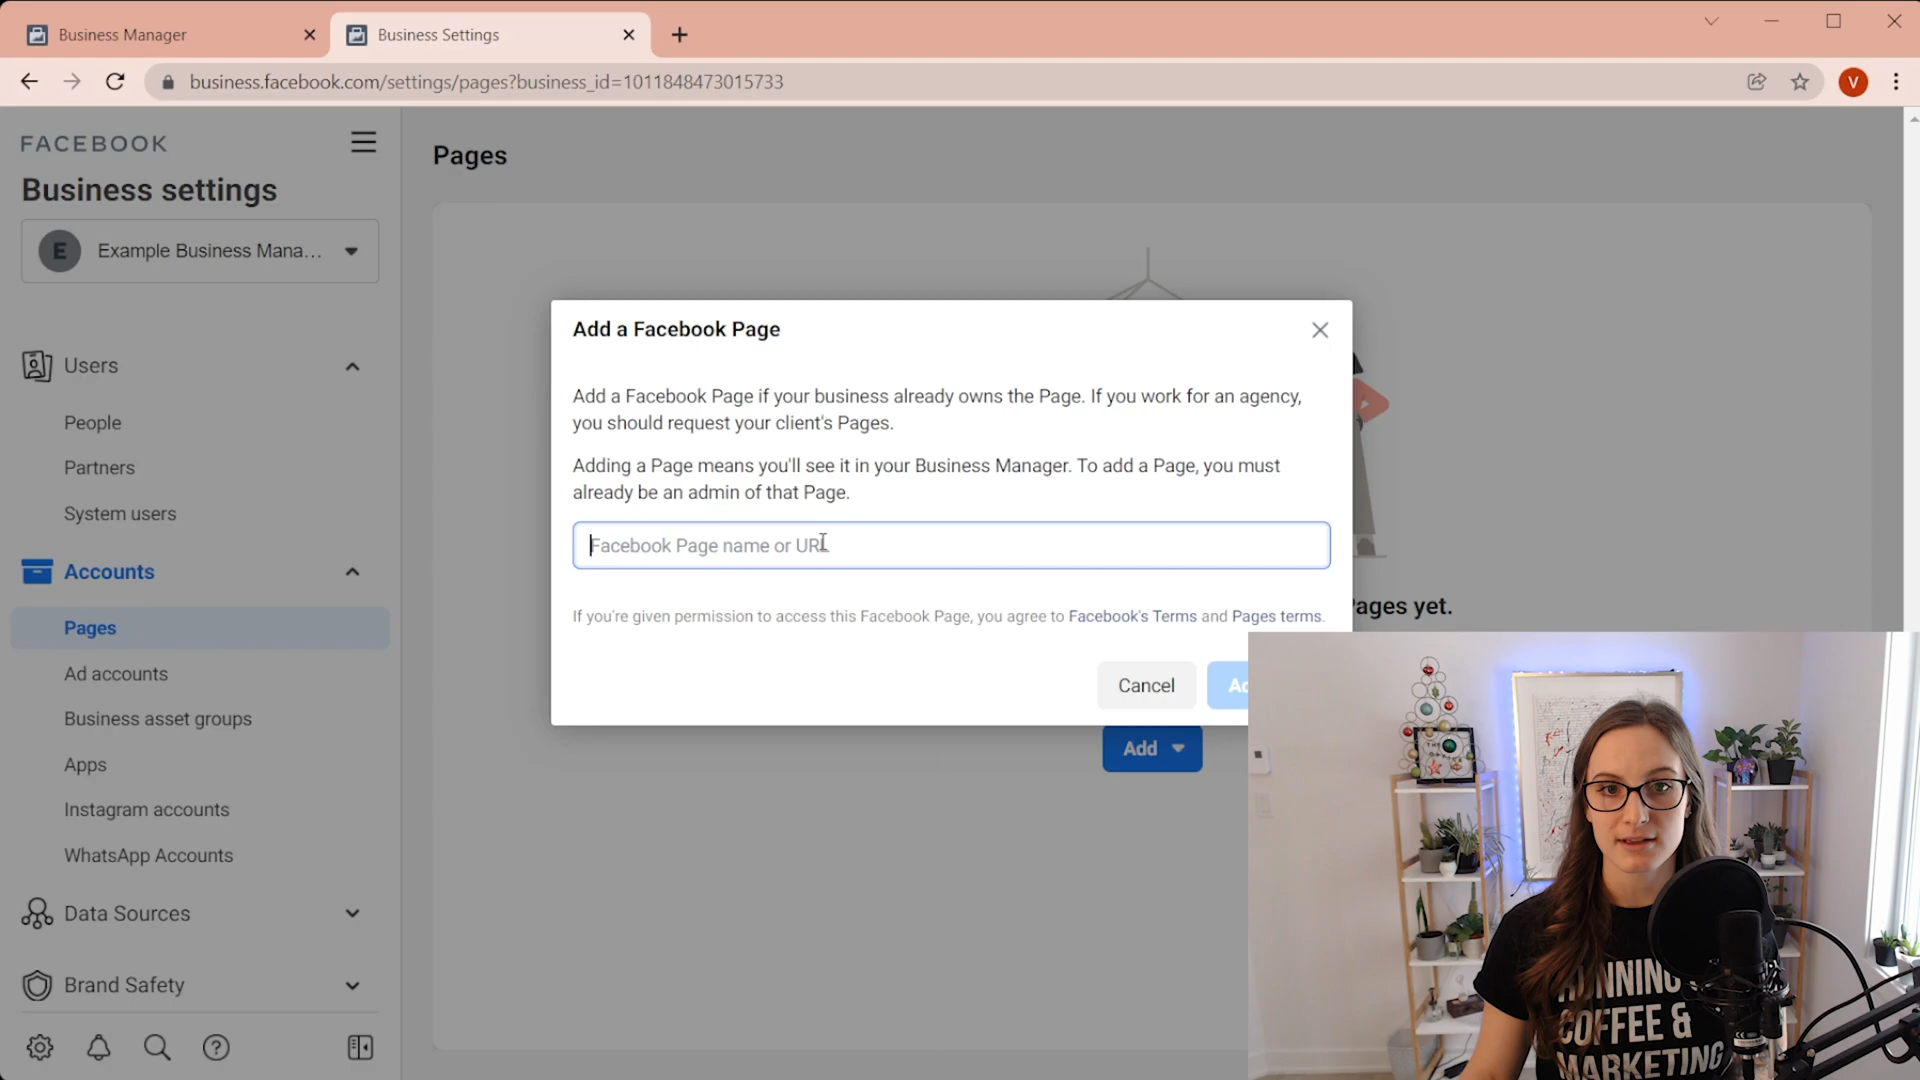 Business Manager
Business Settings
business.facebook.com/settings/pages?business_id=1011848473015733
V
FACEBOOK
Business settings
E
Example Business Mana...
Users
People
Partners
System users
Accounts
Pages
Ad accounts
Business asset groups
Apps
Instagram accounts
WhatsApp Accounts
Data Sources
Brand Safety
Pages
Add a Facebook Page
Add a Facebook Page if your business already owns the Page. If you work for an agency,
you should request your client's Pages.
Adding a Page means you'll see it in your Business Manager. To add a Page, you must
already be an admin of that Page.
Facebook Page name or URL
If you're given permission to access this Facebook Page, you agree to Facebook's Terms and Pages terms.
Pages yet.
Cancel
Add
RUNNING
COFFEE &
MARKETING